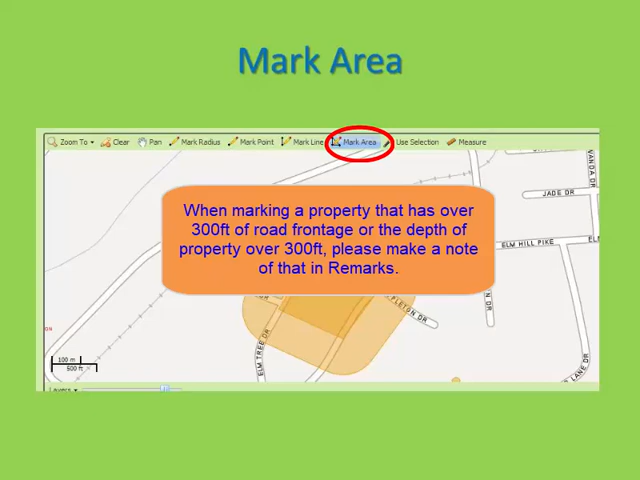 Mark Area
Zoom To Clear Pan Mark Radius Mark Point Mark Line Mark Area Use Selection Measure
JADE DR
When marking a property that has over
300ft of road frontage or the depth of
property over 300ft, please make a note
of that in Remarks.
ELM HILL PIKE
ELM TREE DR
LANE DR
100 m
500 ft
Layers